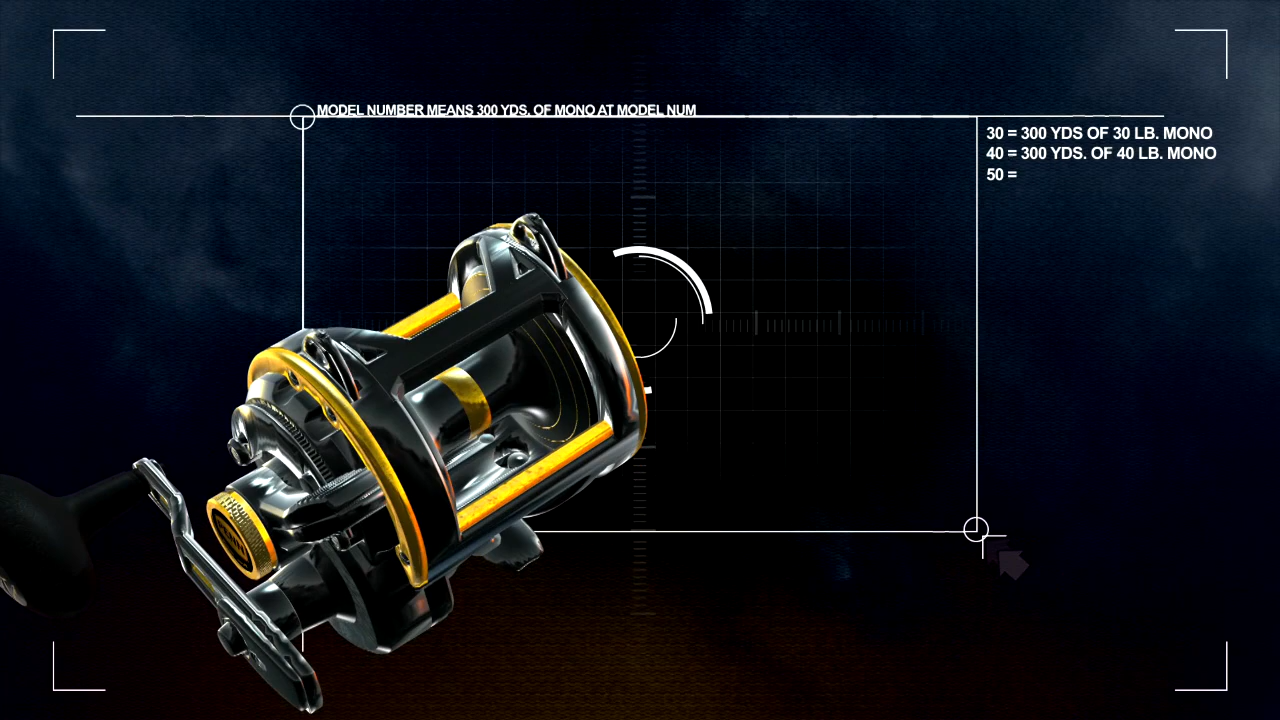 MODEL NUMBER MEANS 300 YDS. OF MONO AT MODEL NUM
30 = 300 YDS OF 30 LB. MONO
40 = 300 YDS. OF 40 LB. MONO
50 =